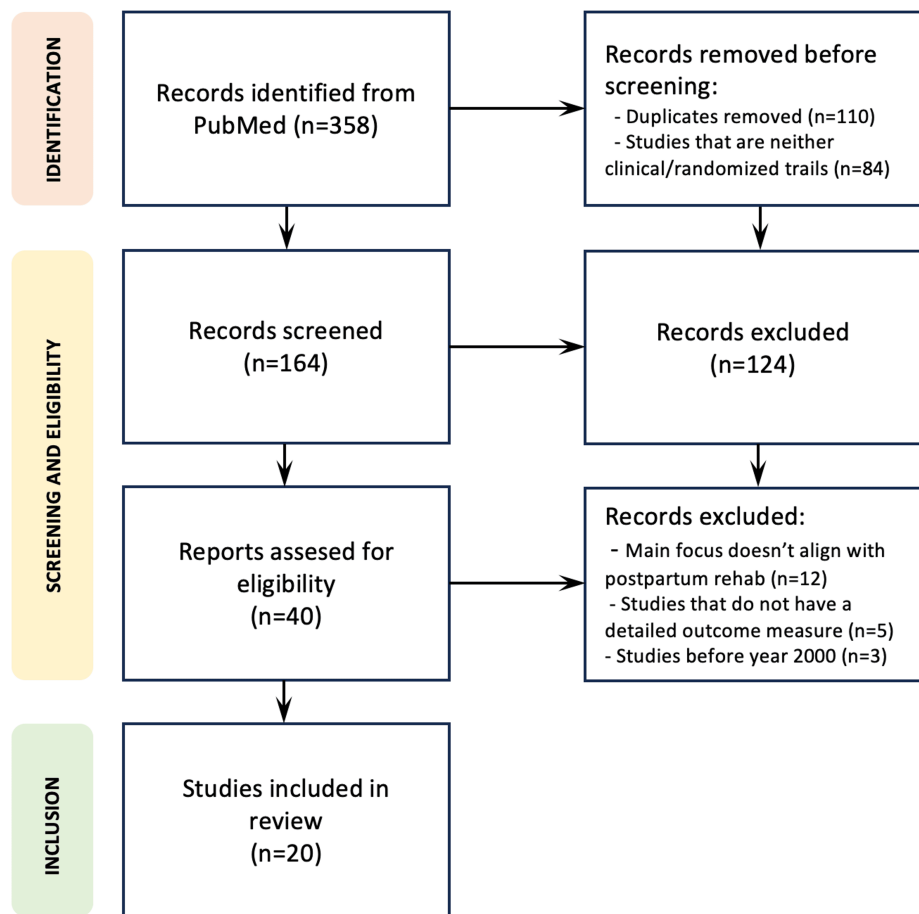 IDENTIFICATION
Records identified from
PubMed (n=358)
Records removed before
screening:
- Duplicates removed (n=110)
- Studies that are neither
clinical/randomized trails (n=84)
SCREENING AND ELIGIBILITY
Records screened
(n=164)
Records excluded
(n=124)
Reports assesed for
eligibility
(n=40)
Records excluded:
- Main focus doesn’t align with
postpartum rehab (n=12)
- Studies that do not have a
detailed outcome measure (n=5)
- Studies before year 2000 (n=3)
INCLUSION
Studies included in
review
(n=20)